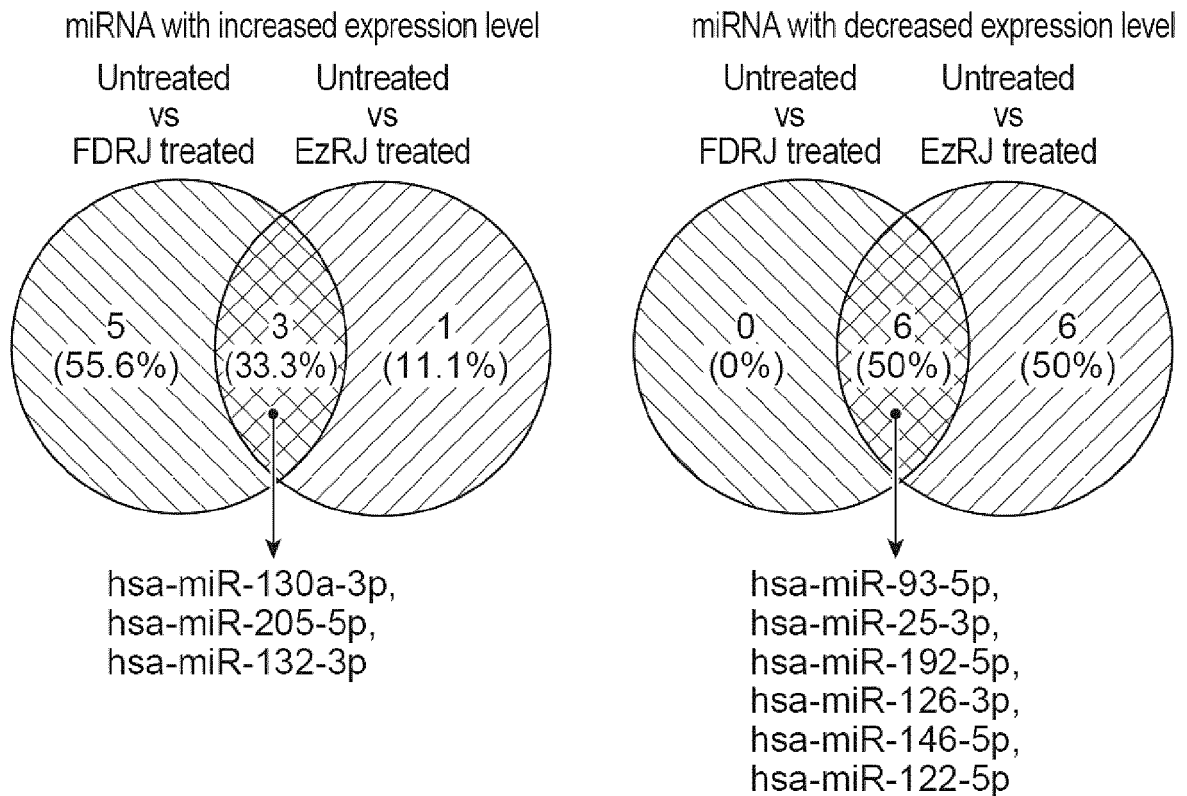 miRNA with increased expression level
Untreated
vs
FDRJ treated
Untreated
vs
EzRJ treated
5
(55.6%)
3
(33.3%)
1
(11.1%)
hsa-miR-130a-3p,
hsa-miR-205-5p,
hsa-miR-132-3p
miRNA with decreased expression level
Untreated
vs
FDRJ treated
Untreated
vs
EzRJ treated
0
(0%)
6
(50%)
6
(50%)
hsa-miR-93-5p,
hsa-miR-25-3p,
hsa-miR-192-5p,
hsa-miR-126-3p,
hsa-miR-146-5p,
hsa-miR-122-5p